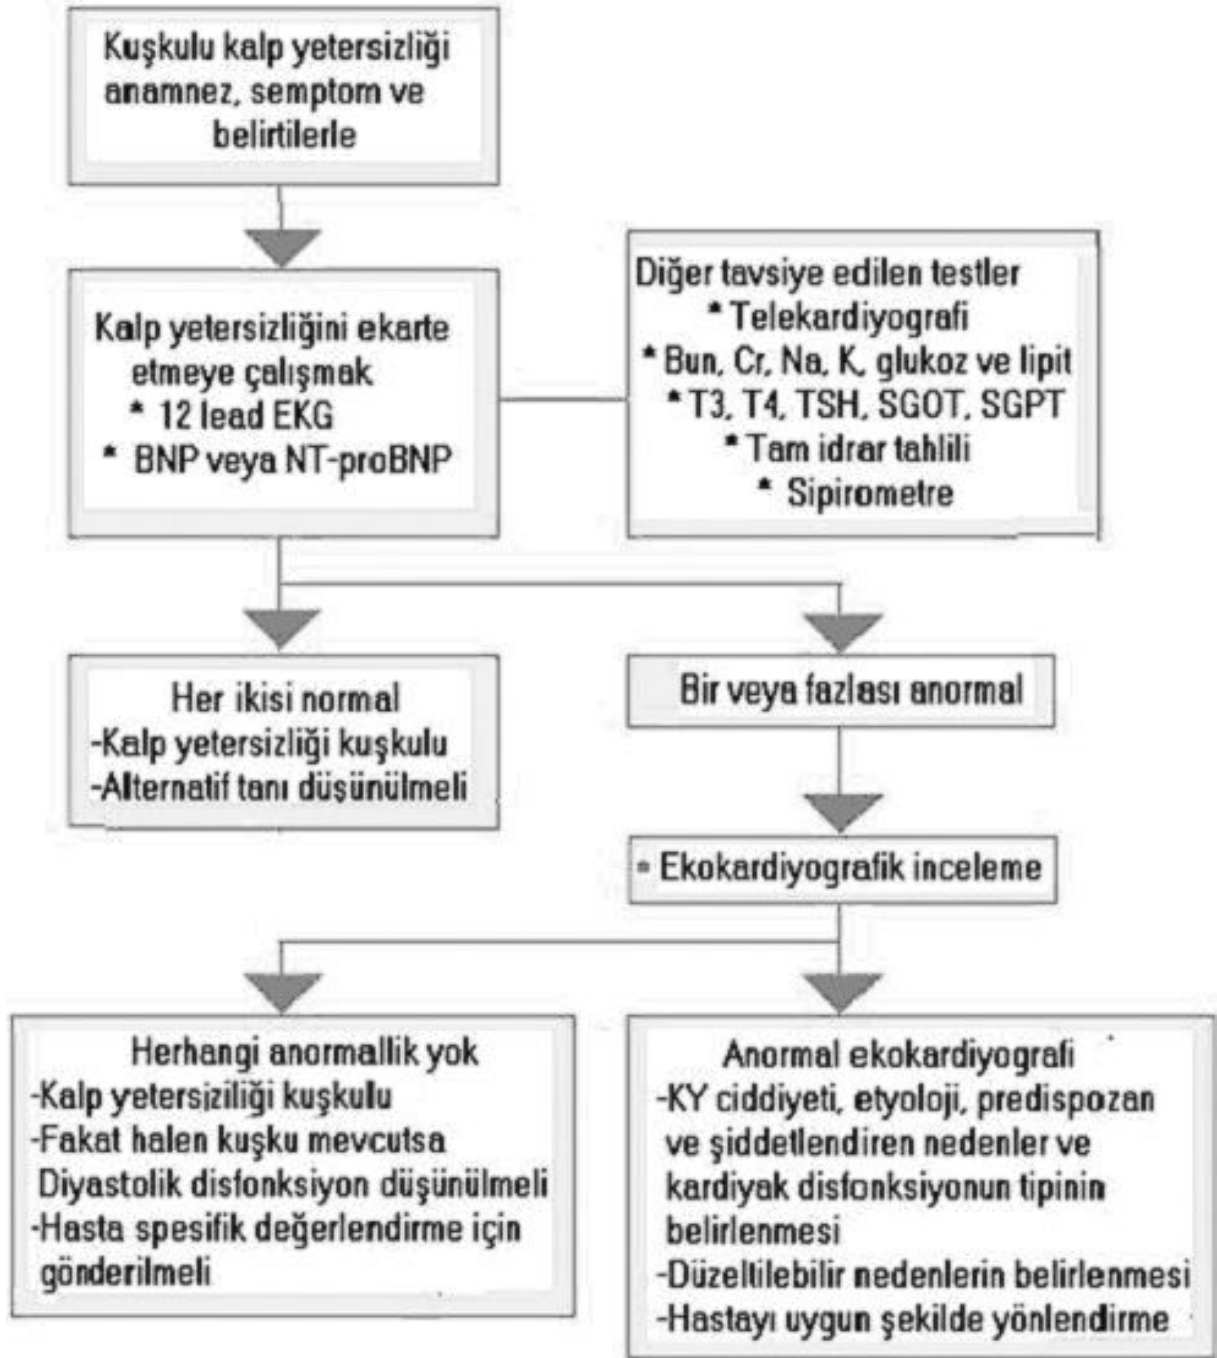 Kuşkulu kalp yetersizliği
anamnez, semptom ve
belirtilerle
Kalp yetersizliğini ekarte
etmeye çalışmak
* 12 lead EKG
* BNP veya NT-proBNP
Diğer tavsiye edilen testler
* Telekardiyografi
* Bun, Cr, Na, K, glukoz ve lipit
* T3, T4, TSH, SGOT, SGPT
* Tam idrar tahlili
* Sipirometre
Her ikisi normal
-Kalp yetersizliği kuşkulu
-Alternatif tanı düşünülmeli
Bir veya fazlası anormal
* Ekokardiyografik inceleme
Herhangi anormallik yok
-Kalp yetersiziliği kuşkulu
-Fakat halen kuşku mevcutsa
Diyastolik disfonksiyon düşünülmeli
-Hasta spesifik değerlendirme için
gönderilmeli
Anormal ekokardiyografi
-KY ciddiyeti, etyoloji, predispozan
ve şiddetlendiren nedenler ve
kardiyak disfonksiyonun tipinin
belirlenmesi
-Düzeltilebilir nedenlerin belirlenmesi
-Hastayı uygun şekilde yönlendirme